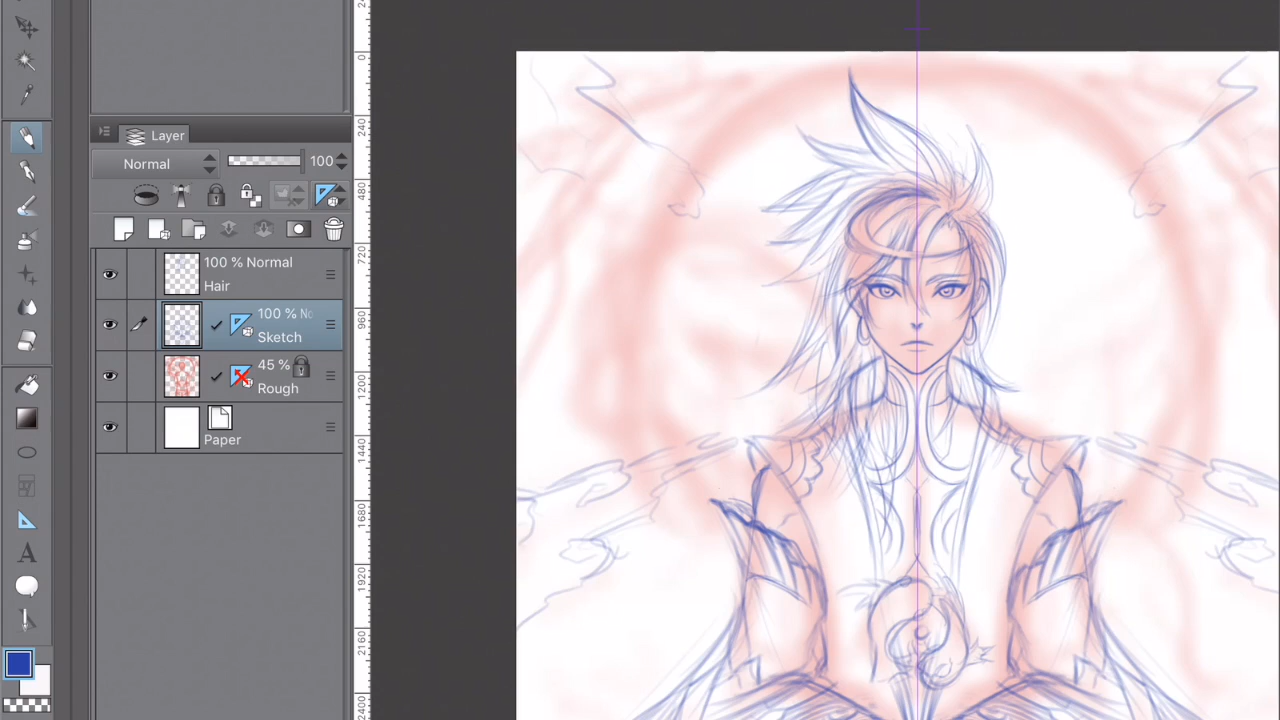 Layer
Normal
100
100 % Normal
Hair
100 % No
Sketch
45 %
Rough
Paper
A
0
240
480
720
960
1200
1440
1680
1920
2160
2400